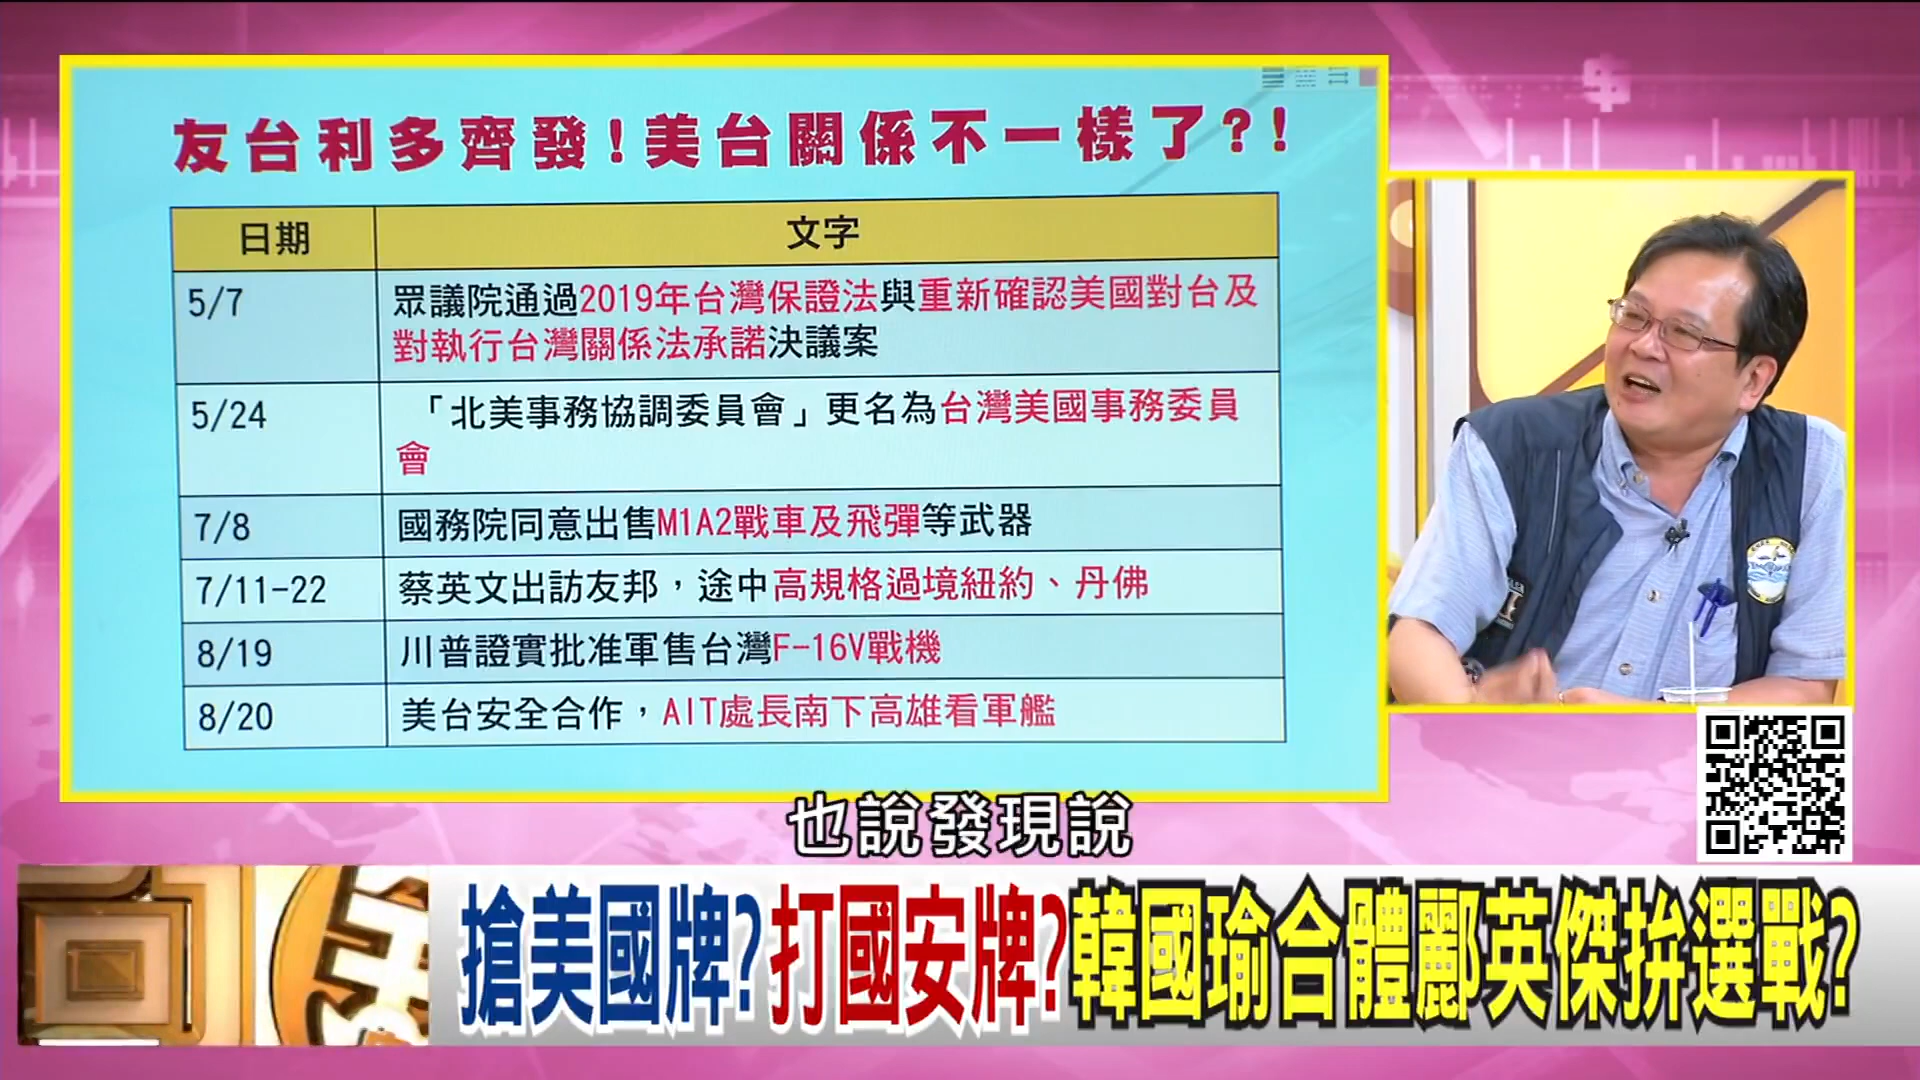 友台利多齊發！美台關係不一樣了？！
日期 文字
5/7 眾議院通過2019年台灣保證法與重新確認美國對台及
對執行台灣關係法承諾決議案
5/24 「北美事務協調委員會」更名為台灣美國事務委員
會
7/8 國務院同意出售M1A2戰車及飛彈等武器
7/11-22 蔡英文出訪友邦，途中高規格過境紐約、丹佛
8/19 川普證實批准軍售台灣F-16V戰機
8/20 美台安全合作，AIT處長南下高雄看軍艦
也說發現說
搶美國牌?打國安牌?韓國瑜合體酈英傑拚選戰?